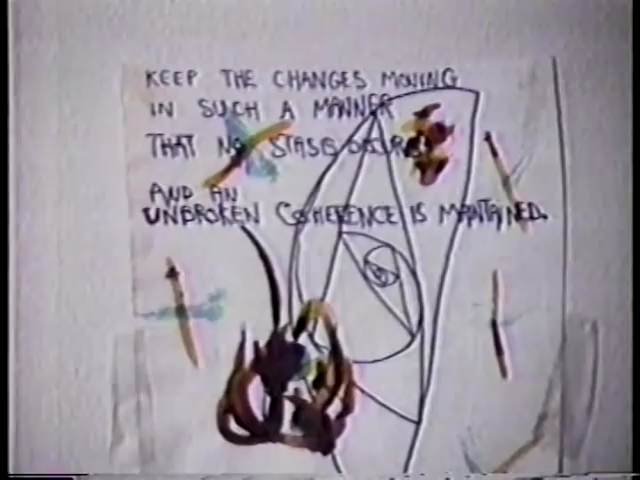 KEEP THE CHANGES MOVING
IN SUCH A MANNER
THAT NO STASIS OCCURS
AND AN
UNBROKEN COHERENCE IS MAINTAINED.